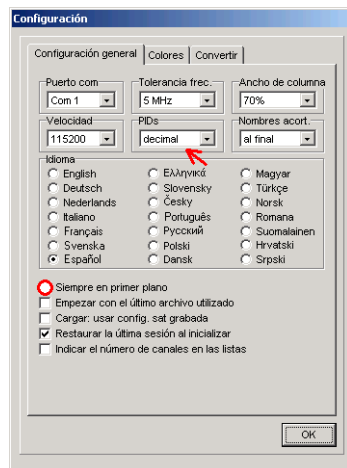 Configuración
Configuración general Colores Convertir
Puerto com Tolerancia frec. Ancho de columna
Com 1 5 MHz 70%
Velocidad PIDs Nombres acort.
115200 decimal al final
Idioma
English Ελληνικά Magyar
Deutsch Slovensky Türkçe
Nederlands Česky Norsk
Italiano Português Romana
Français Русский Suomalainen
Svenska Polski Hrvatski
Español Dansk Srpski
Siempre en primer plano
Empezar con el último archivo utilizado
Cargar: usar config. sat grabada
Restaurar la última sesión al inicializar
Indicar el número de canales en las listas
OK